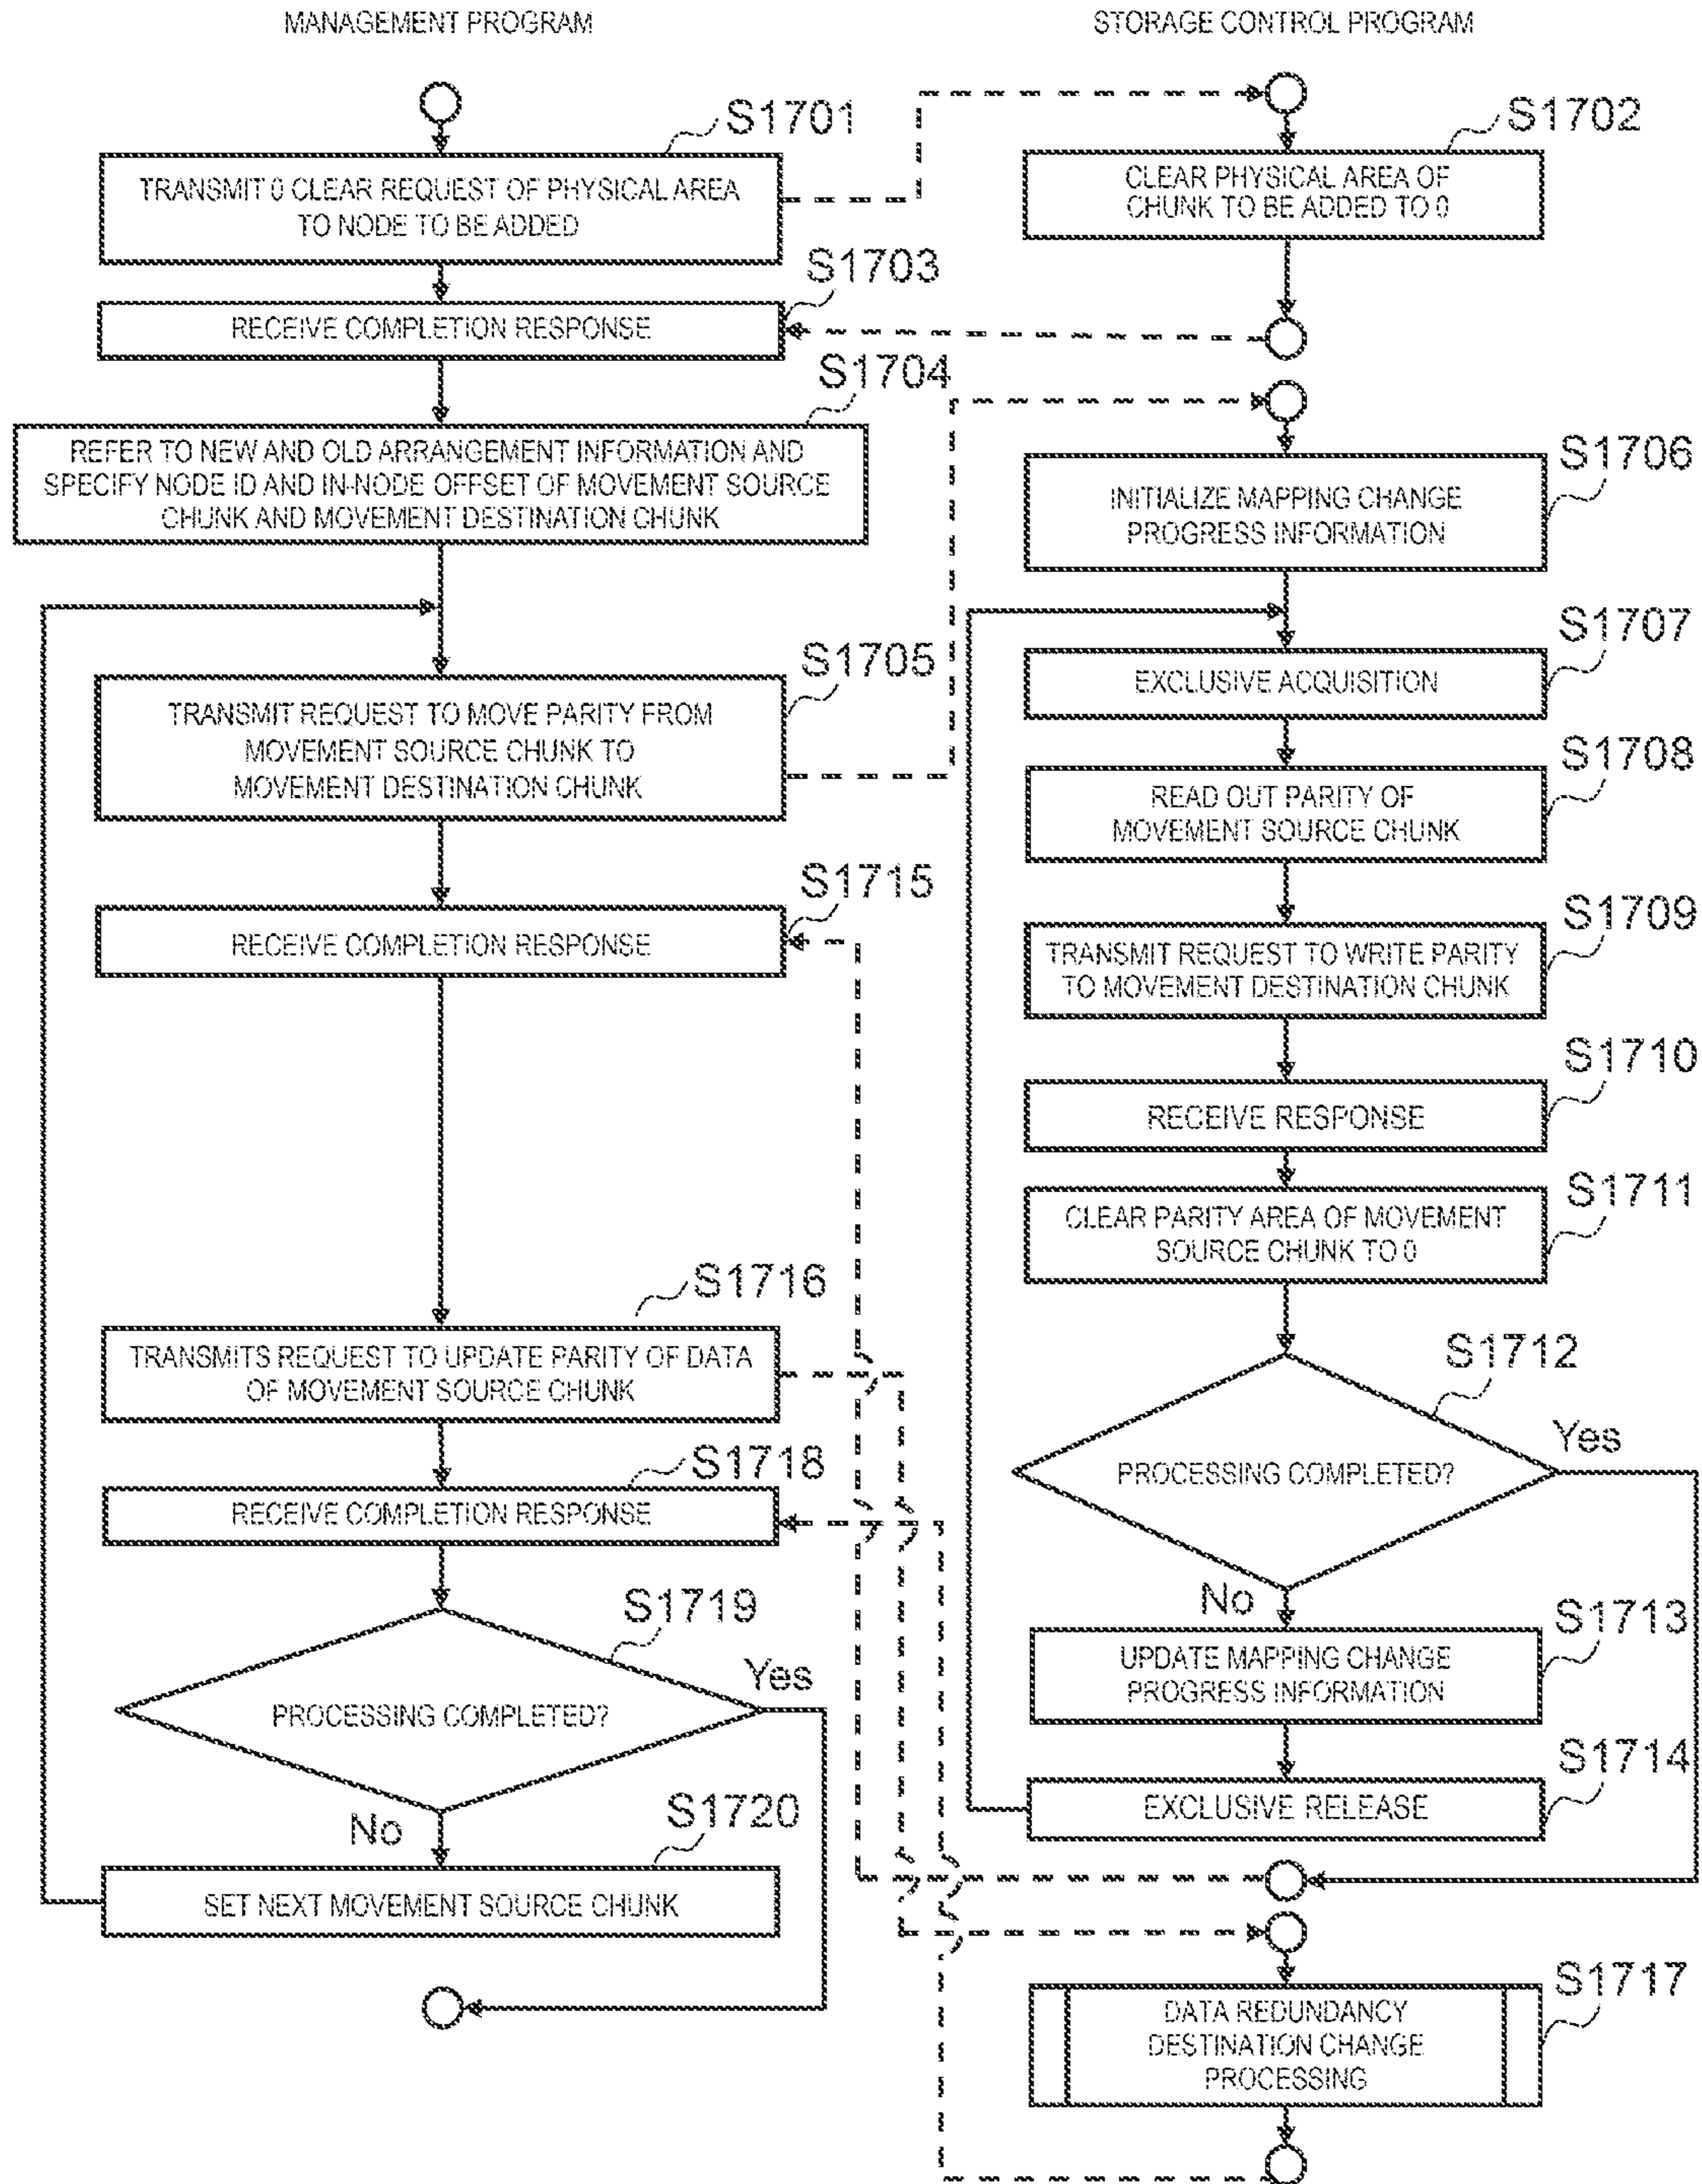 MANAGEMENT PROGRAM
STORAGE CONTROL PROGRAM
S1701
TRANSMIT 0 CLEAR REQUEST OF PHYSICAL AREA
TO NODE TO BE ADDED
S1702
CLEAR PHYSICAL AREA OF
CHUNK TO BE ADDED TO 0
S1703
RECEIVE COMPLETION RESPONSE
S1704
REFER TO NEW AND OLD ARRANGEMENT INFORMATION AND
SPECIFY NODE ID AND IN-NODE OFFSET OF MOVEMENT SOURCE
CHUNK AND MOVEMENT DESTINATION CHUNK
S1706
INITIALIZE MAPPING CHANGE
PROGRESS INFORMATION
S1705
TRANSMIT REQUEST TO MOVE PARITY FROM
MOVEMENT SOURCE CHUNK TO
MOVEMENT DESTINATION CHUNK
S1707
EXCLUSIVE ACQUISITION
S1708
READ OUT PARITY OF
MOVEMENT SOURCE CHUNK
S1715
RECEIVE COMPLETION RESPONSE
S1709
TRANSMIT REQUEST TO WRITE PARITY
TO MOVEMENT DESTINATION CHUNK
S1710
RECEIVE RESPONSE
S1711
CLEAR PARITY AREA OF MOVEMENT
SOURCE CHUNK TO 0
S1716
TRANSMITS REQUEST TO UPDATE PARITY OF DATA
OF MOVEMENT SOURCE CHUNK
S1712
PROCESSING COMPLETED?
Yes
No
S1718
RECEIVE COMPLETION RESPONSE
S1719
PROCESSING COMPLETED?
Yes
No
S1713
UPDATE MAPPING CHANGE
PROGRESS INFORMATION
S1714
EXCLUSIVE RELEASE
S1720
SET NEXT MOVEMENT SOURCE CHUNK
S1717
DATA REDUNDANCY
DESTINATION CHANGE
PROCESSING